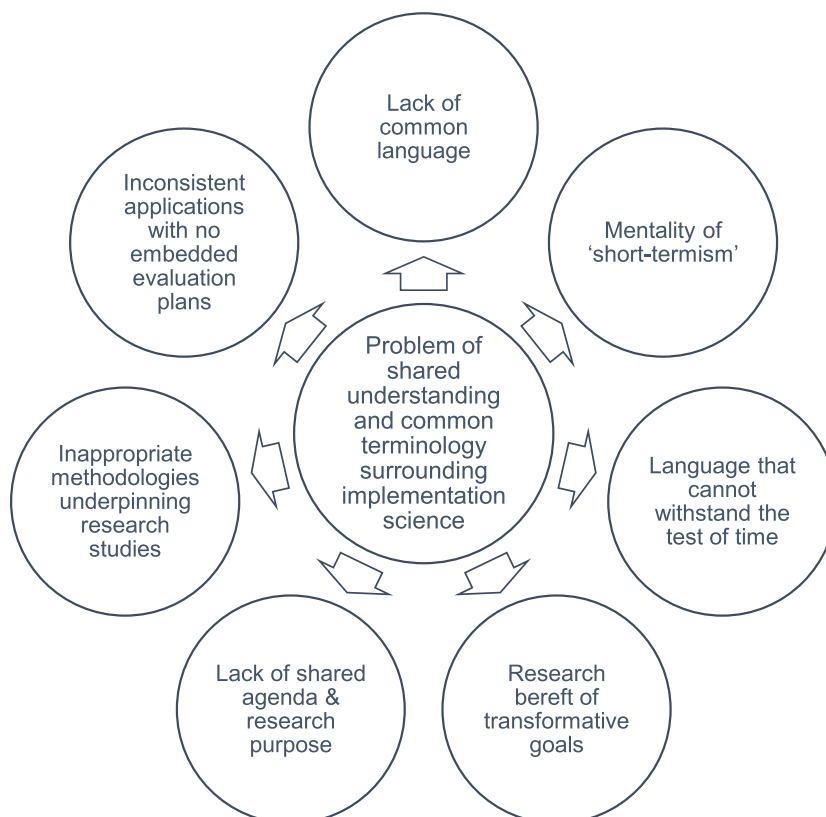 Lack of
common
language
Mentality of
‘short-termism’
Language that
cannot
withstand the
test of time
Research
bereft of
transformative
goals
Lack of shared
agenda &
research
purpose
Inappropriate
methodologies
underpinning
research
studies
Inconsistent
applications
with no
embedded
evaluation
plans
Problem of
shared
understanding
and common
terminology
surrounding
implementation
science